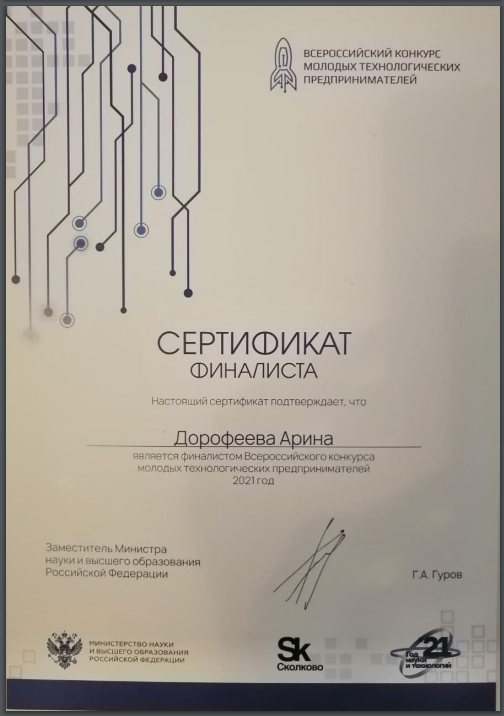 ВСЕРОССИЙСКИЙ КОНКУРС
МОЛОДЫХ ТЕХНОЛОГИЧЕСКИХ
ПРЕДПРИНИМАТЕЛЕЙ
СЕРТИФИКАТ
ФИНАЛИСТА
Настоящий сертификат подтверждает, что
Дорофеева Арина
является финалистом Всероссийского конкурса
молодых технологических предпринимателей
2021 год
Заместитель Министра
науки и высшего образования
Российской Федерации
Г.А. Гуров
МИНИСТЕРСТВО НАУКИ
И ВЫСШЕГО ОБРАЗОВАНИЯ
РОССИЙСКОЙ ФЕДЕРАЦИИ
Sk
Сколково
21
Год
науки
и технологий